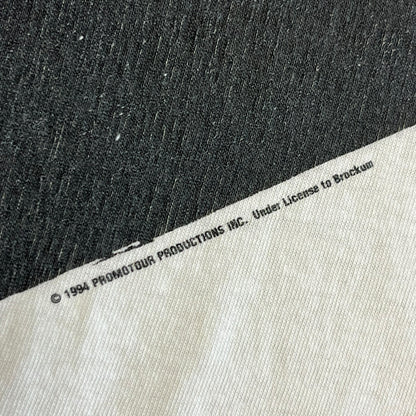 © 1994 PROMOTOUR PRODUCTIONS INC. Under License to Brockum